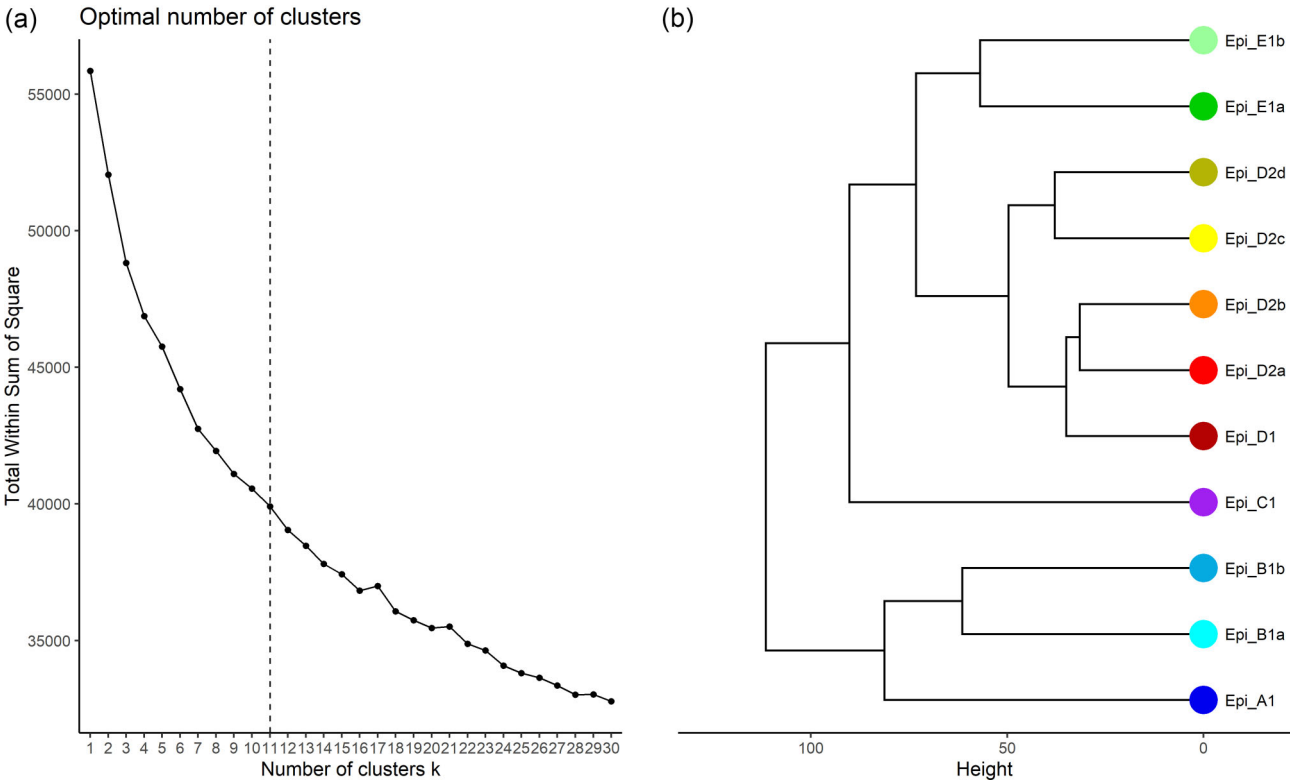 (a)
Optimal number of clusters
Total Within Sum of Square
55000
50000
45000
40000
35000
1 2 3 4 5 6 7 8 9 10 11 12 13 14 15 16 17 18 19 20 21 22 23 24 25 26 27 28 29 30
Number of clusters k
(b)
Epi_E1b
Epi_E1a
Epi_D2d
Epi_D2c
Epi_D2b
Epi_D2a
Epi_D1
Epi_C1
Epi_B1b
Epi_B1a
Epi_A1
100 50 0
Height